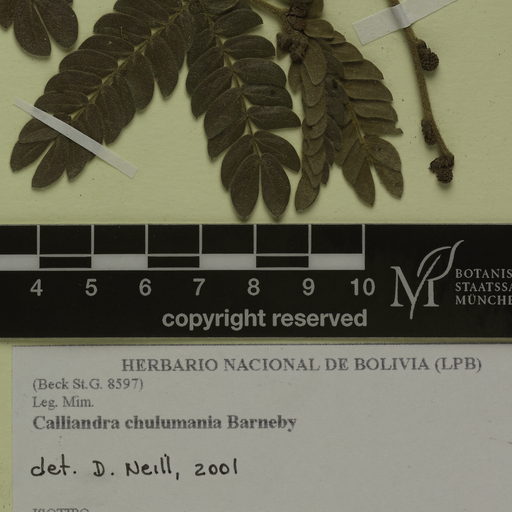 4 5 6 7 8 9 10
copyright reserved
BOTANIS
STAATSSA
MÜNCHE
HERBARIO NACIONAL DE BOLIVIA (LPB)
(Beck St.G. 8597)
Leg. Mim.
Calliandra chulumania Barneby
det. D. Neill, 2001
ISOTIPO